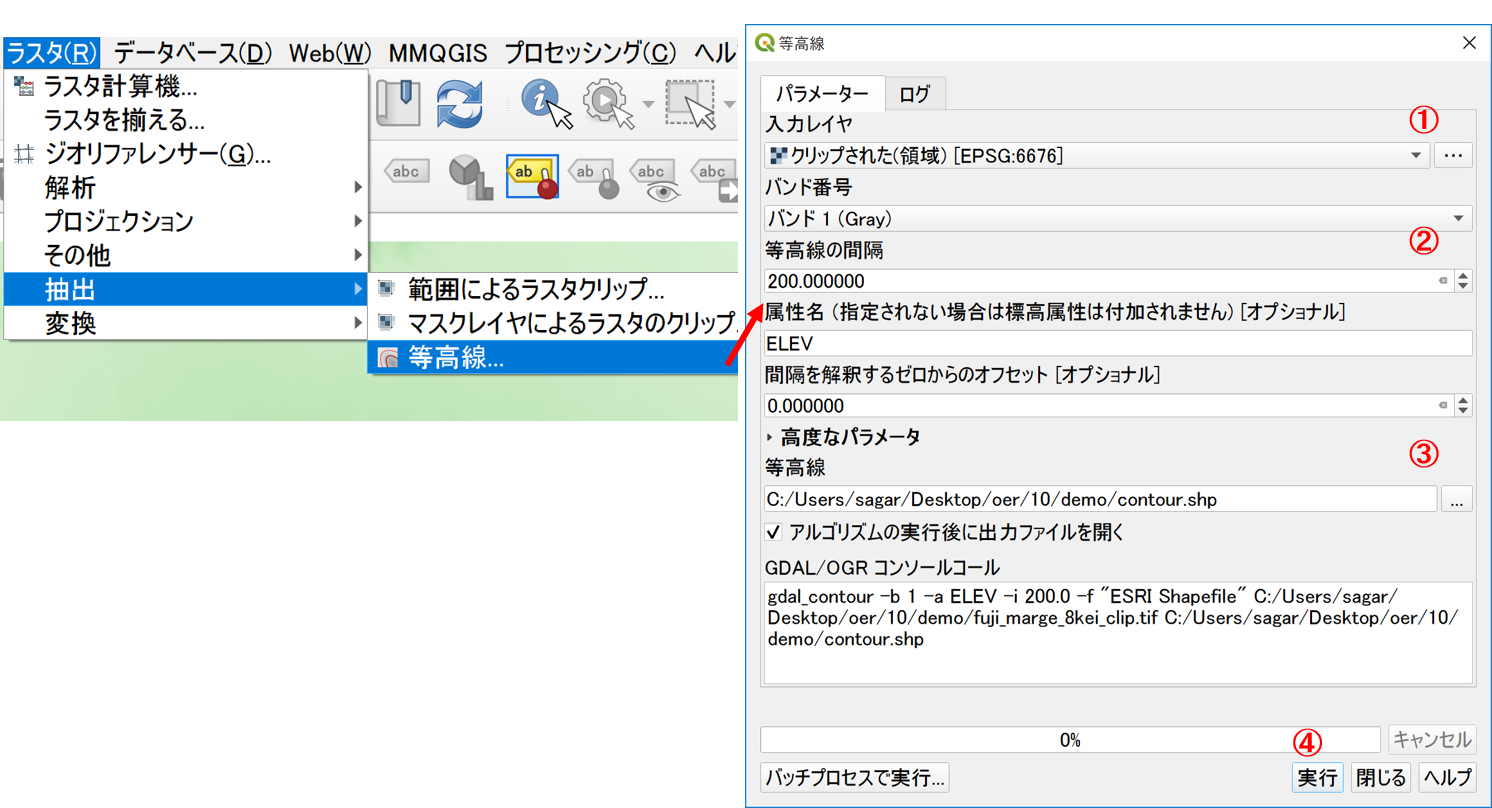 ラスタ(R) データベース(D) Web(W) MMQGIS プロセッシング(C) ヘル
ラスタ計算機...
ラスタを揃える...
ジオリファレンサー(G)...
解析
プロジェクション
その他
抽出
変換
範囲によるラスタクリップ...
マスクレイヤによるラスタのクリップ.
等高線...
abc
ab
ab
abc
abc
等高線
パラメーター ログ
入力レイヤ ①
クリップされた(領域) [EPSG:6676] ...
バンド番号
バンド 1 (Gray)
等高線の間隔 ②
200.000000
属性名 (指定されない場合は標高属性は付加されません) [オプショナル]
ELEV
間隔を解釈するゼロからのオフセット [オプショナル]
0.000000
高度なパラメータ
等高線 ③
C:/Users/sagar/Desktop/oer/10/demo/contour.shp ...
アルゴリズムの実行後に出力ファイルを開く
GDAL/OGR コンソールコール
gdal_contour -b 1 -a ELEV -i 200.0 -f "ESRI Shapefile" C:/Users/sagar/
Desktop/oer/10/demo/fuji_marge_8kei_clip.tif C:/Users/sagar/Desktop/oer/10/
demo/contour.shp
0% ④ キャンセル
バッチプロセスで実行... 実行 閉じる ヘルプ